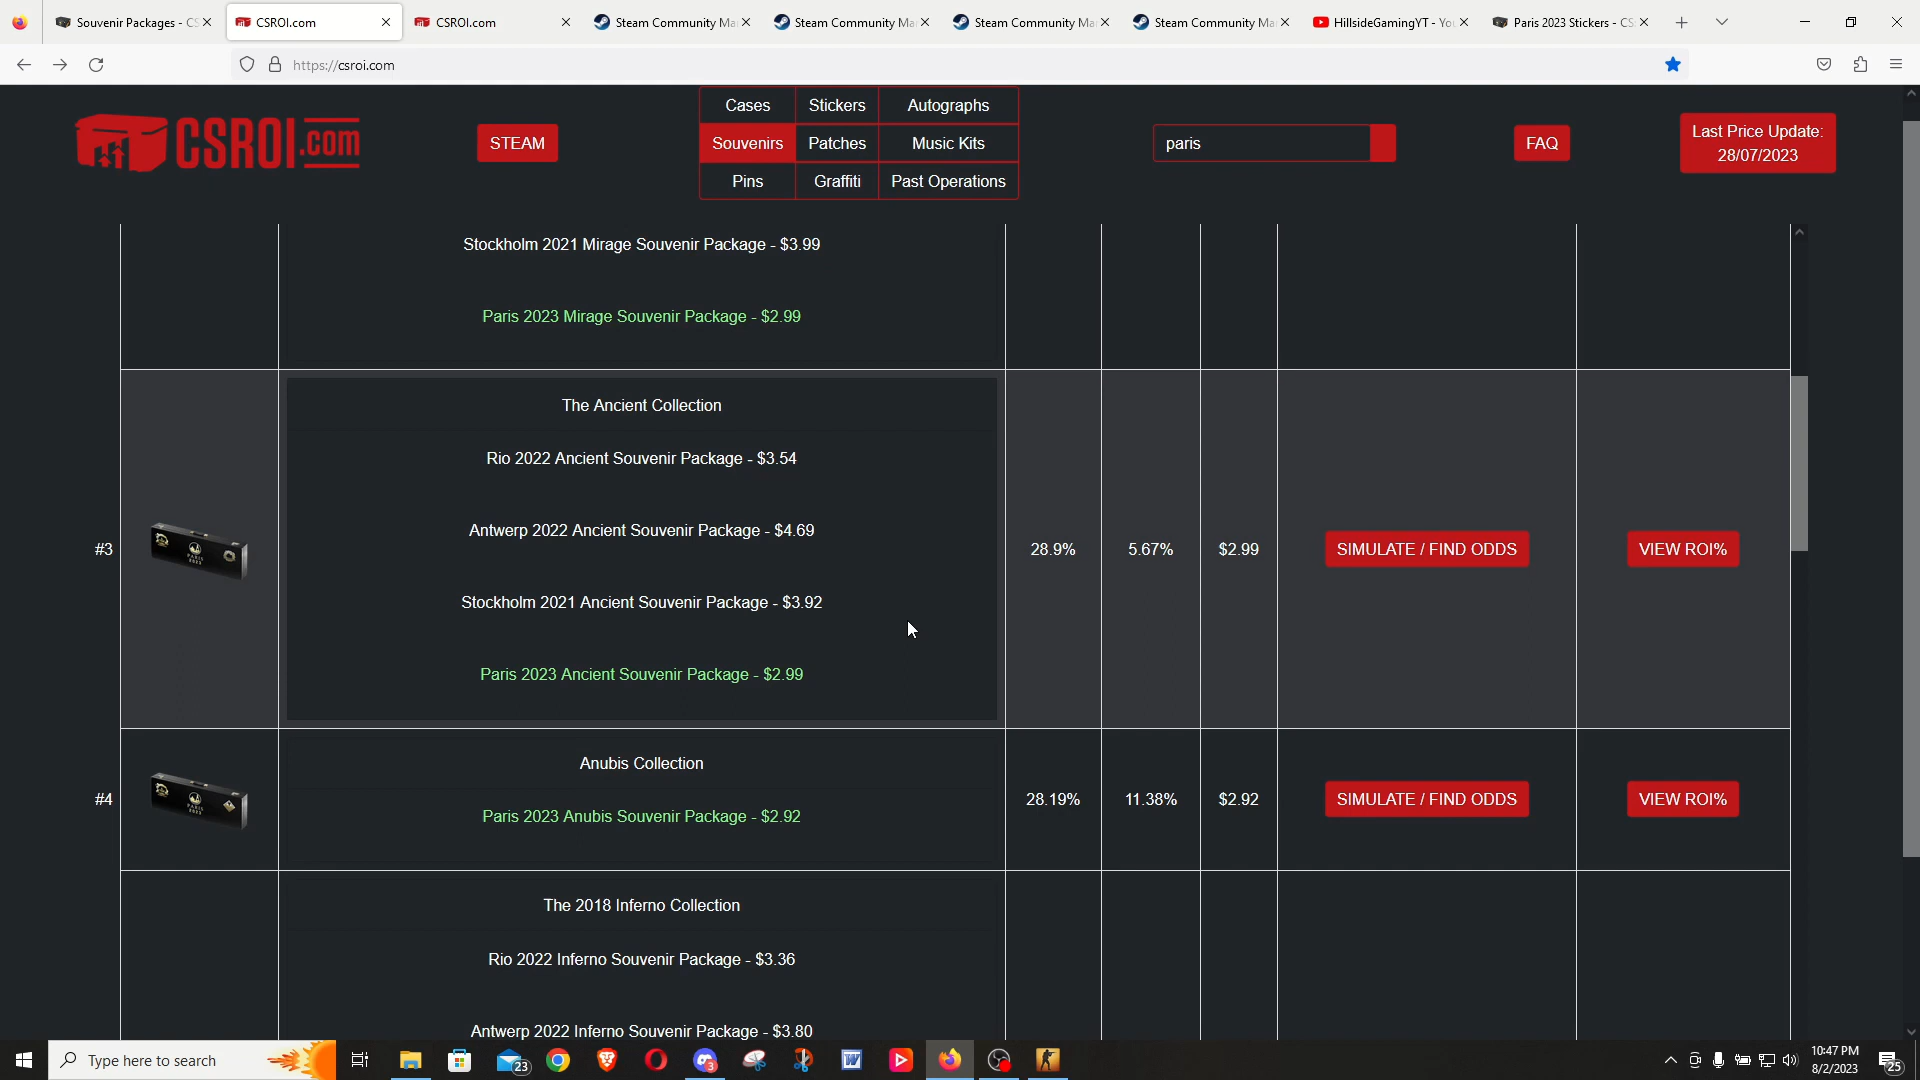 Souvenir Packages - CS
CSROI.com
CSROI.com
Steam Community Ma
Steam Community Ma
Steam Community Ma
Steam Community Ma
HillsideGamingYT - Yo
Paris 2023 Stickers - CS
https://csroi.com
CSROI.com
STEAM
Cases Stickers Autographs
Souvenirs Patches Music Kits
Pins Graffiti Past Operations
paris
FAQ
Last Price Update:
28/07/2023
Stockholm 2021 Mirage Souvenir Package - $3.99
Paris 2023 Mirage Souvenir Package - $2.99
The Ancient Collection
Rio 2022 Ancient Souvenir Package - $3.54
Antwerp 2022 Ancient Souvenir Package - $4.69
#3 28.9% 5.67% $2.99 SIMULATE / FIND ODDS VIEW ROI%
Stockholm 2021 Ancient Souvenir Package - $3.92
Paris 2023 Ancient Souvenir Package - $2.99
Anubis Collection
#4 28.19% 11.38% $2.92 SIMULATE / FIND ODDS VIEW ROI%
Paris 2023 Anubis Souvenir Package - $2.92
The 2018 Inferno Collection
Rio 2022 Inferno Souvenir Package - $3.36
Antwerp 2022 Inferno Souvenir Package - $3.80
Type here to search
23
3
10:47 PM
8/2/2023
25